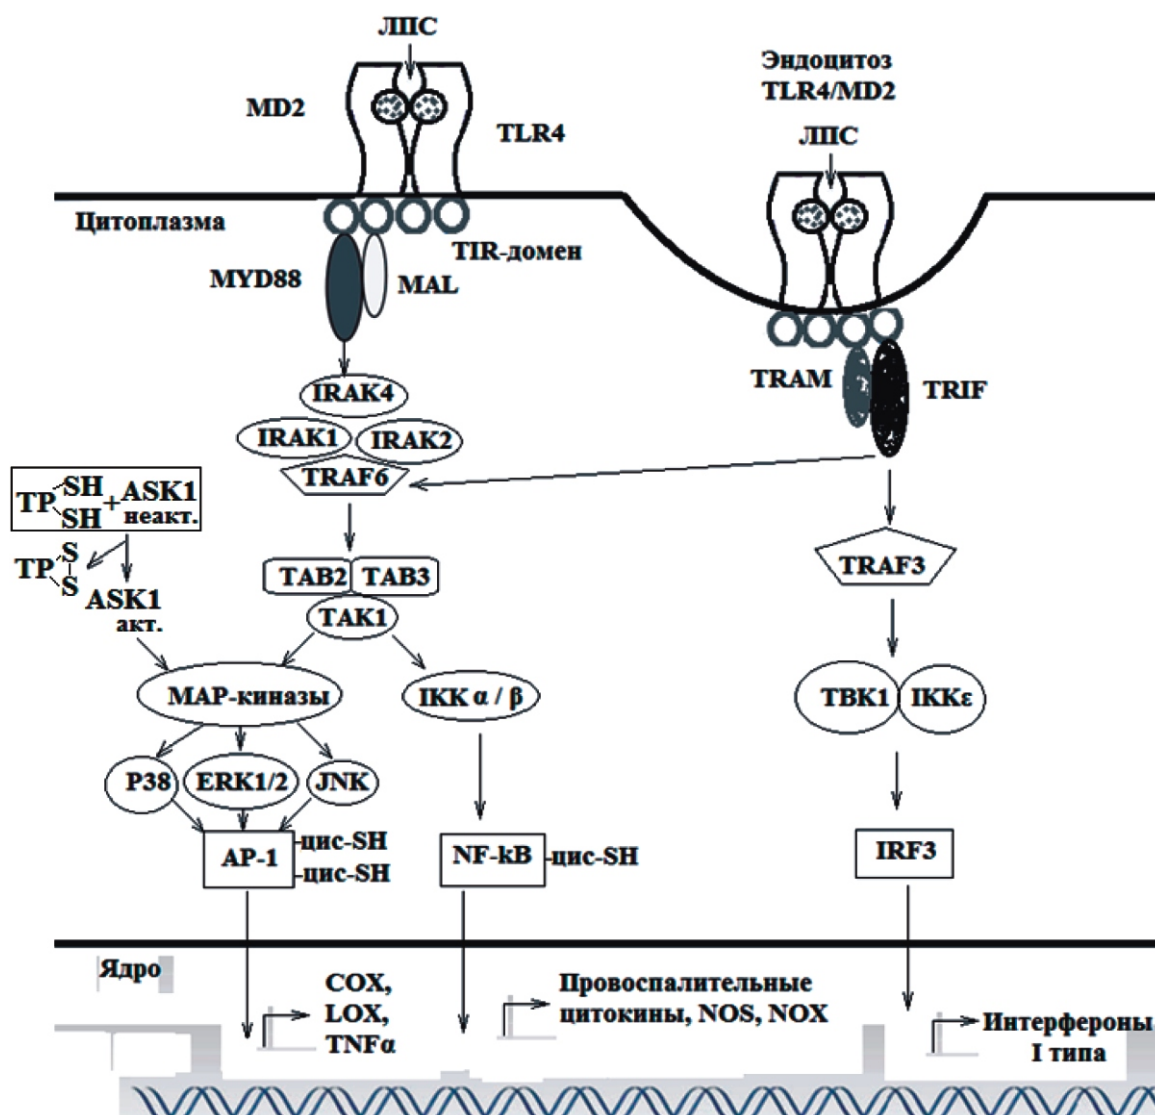 ЛПС
MD2
TLR4
Эндоцитоз
TLR4/MD2
ЛПС
Цитоплазма
TIR-домен
MYD88
MAL
TRAM
TRIF
IRAK4
IRAK1
IRAK2
TRAF6
TP
SH
SH
+ASK1
неакт.
TP
S
S
ASK1
акт.
TAB2
TAB3
TAK1
TRAF3
MAP-киназы
IKK α / β
TBK1
IKKε
P38
ERK1/2
JNK
AP-1
-цис-SH
-цис-SH
NF-kB
-цис-SH
IRF3
Ядро
COX,
LOX,
TNFα
Провоспалительные
цитокины, NOS, NOX
Интерфероны
I типа